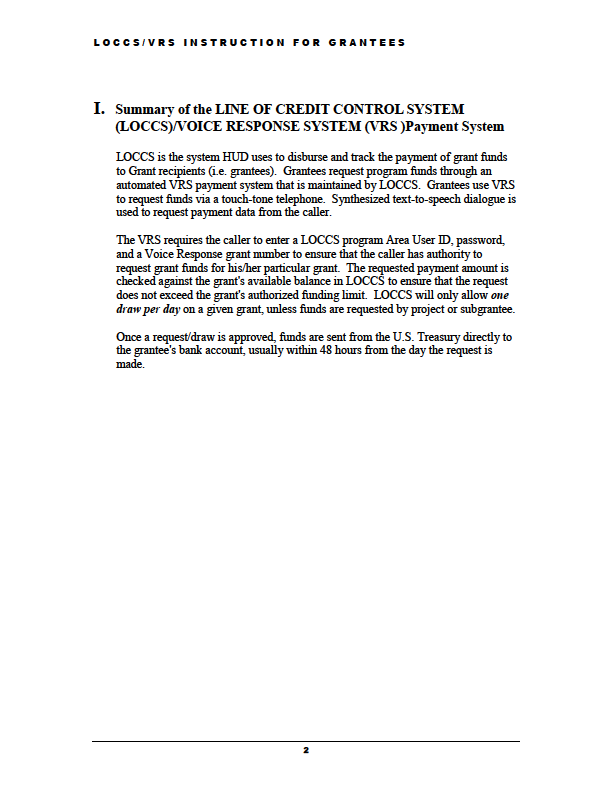 LOCCS/VRS INSTRUCTION FOR GRANTEES
I. Summary of the LINE OF CREDIT CONTROL SYSTEM
(LOCCS)/VOICE RESPONSE SYSTEM (VRS )Payment System
LOCCS is the system HUD uses to disburse and track the payment of grant funds
to Grant recipients (i.e. grantees).  Grantees request program funds through an
automated VRS payment system that is maintained by LOCCS.  Grantees use VRS
to request funds via a touch-tone telephone.  Synthesized text-to-speech dialogue is
used to request payment data from the caller.
The VRS requires the caller to enter a LOCCS program Area User ID, password,
and a Voice Response grant number to ensure that the caller has authority to
request grant funds for his/her particular grant.  The requested payment amount is
checked against the grant's available balance in LOCCS to ensure that the request
does not exceed the grant's authorized funding limit.  LOCCS will only allow one
draw per day on a given grant, unless funds are requested by project or subgrantee.
Once a request/draw is approved, funds are sent from the U.S. Treasury directly to
the grantee's bank account, usually within 48 hours from the day the request is
made.
2